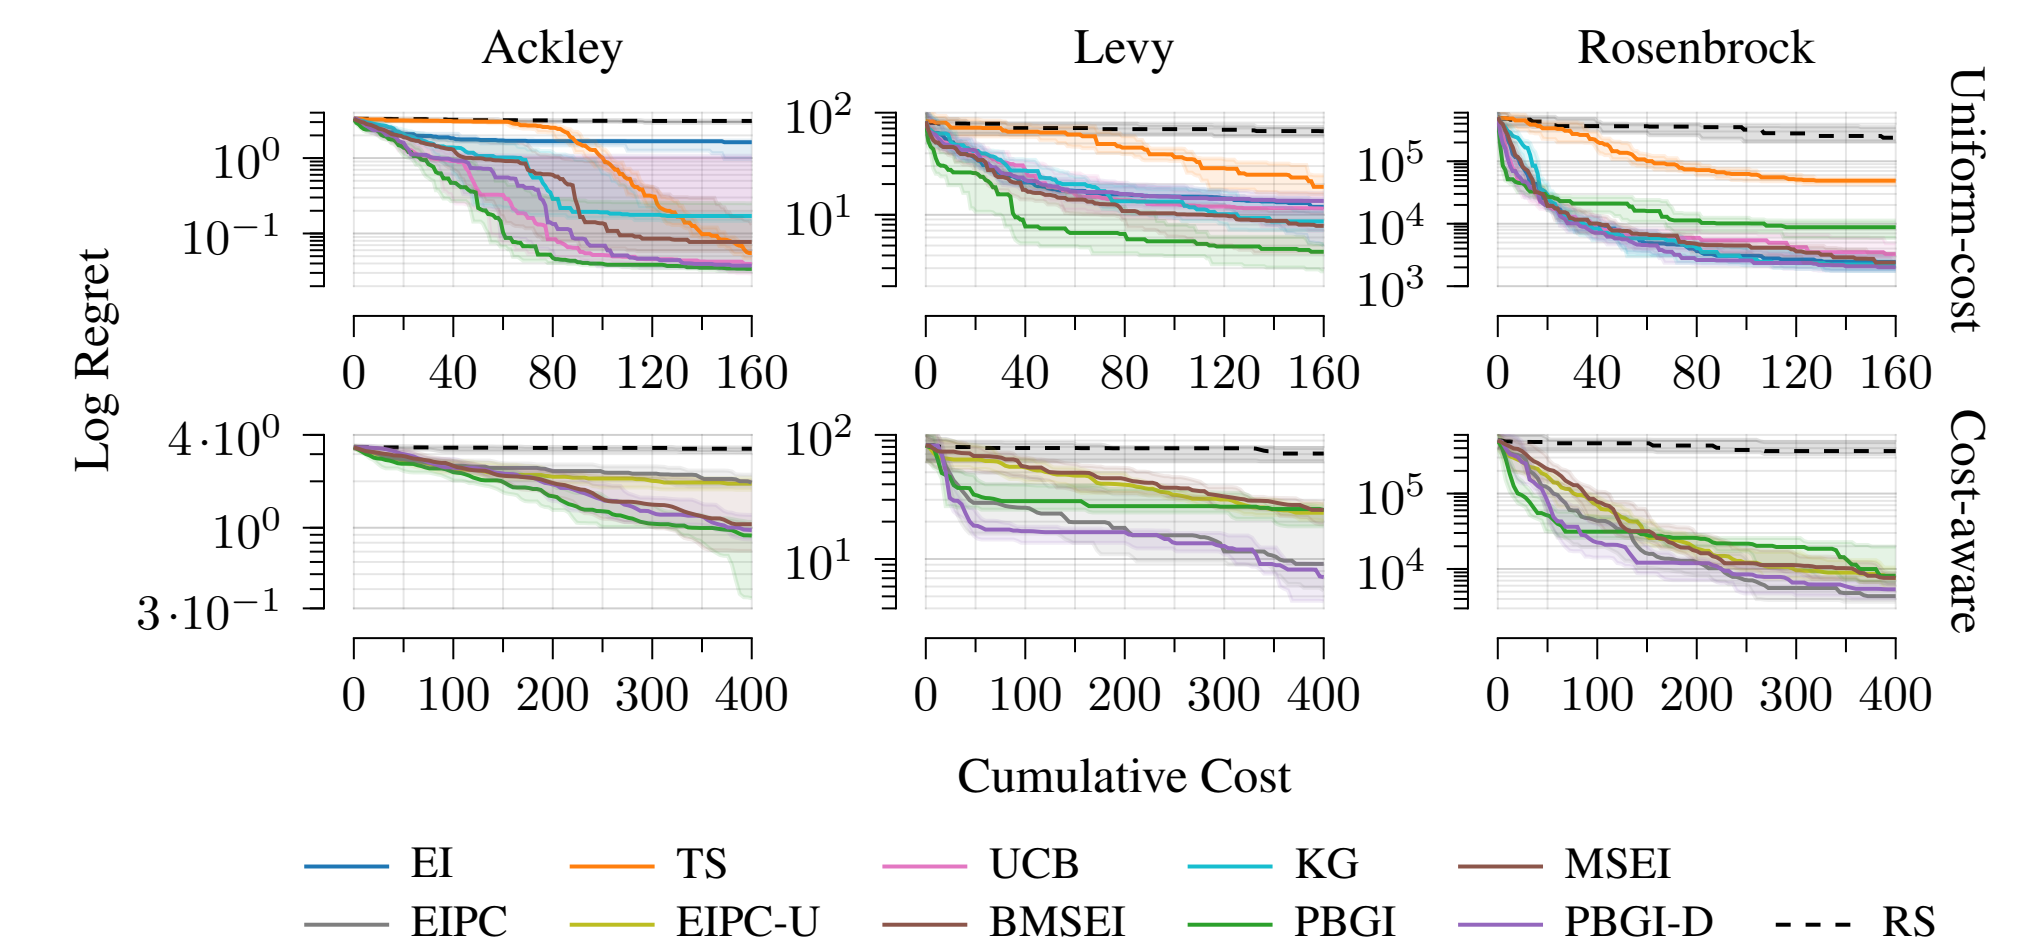 Ackley Levy Rosenbrock
Uniform-cost
Log Regret
10^0
10^−1
0 40 80 120 160
10^2
10^1
0 40 80 120 160
10^5
10^4
10^3
0 40 80 120 160
Cost-aware
4·10^0
10^0
3·10^−1
0 100 200 300 400
10^2
10^1
0 100 200 300 400
10^5
10^4
0 100 200 300 400
Cumulative Cost
EI TS UCB KG MSEI
EIPC EIPC-U BMSEI PBGI PBGI-D RS